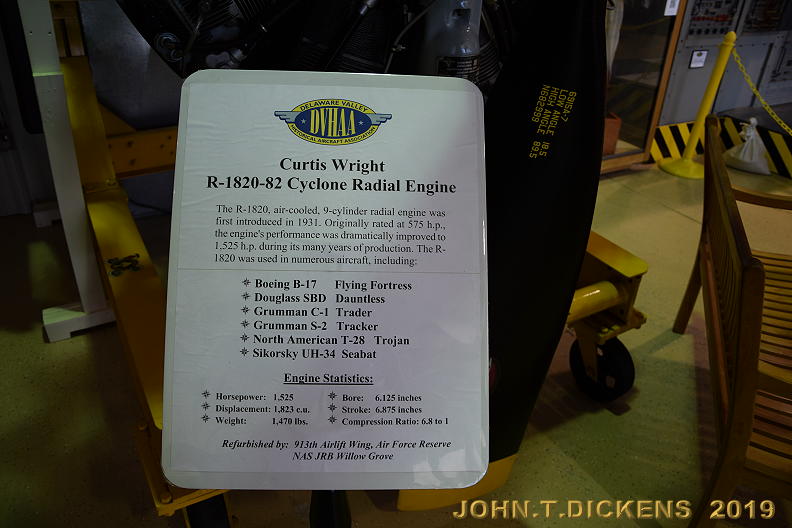 DELAWARE VALLEY
DVHAA
HISTORICAL AIRCRAFT ASSOCIATION
Curtis Wright
R-1820-82 Cyclone Radial Engine
The R-1820, air-cooled, 9-cylinder radial engine was
first introduced in 1931. Originally rated at 575 h.p.,
the engine's performance was dramatically improved to
1,525 h.p. during its many years of production. The R-
1820 was used in numerous aircraft, including:
Boeing B-17 Flying Fortress
Douglass SBD Dauntless
Grumman C-1 Trader
Grumman S-2 Tracker
North American T-28 Trojan
Sikorsky UH-34 Seabat
Engine Statistics:
Horsepower: 1,525 Bore: 6.125 inches
Displacement: 1,823 c.u. Stroke: 6.875 inches
Weight: 1,470 lbs. Compression Ratio: 6.8 to 1
Refurbished by: 913th Airlift Wing, Air Force Reserve
NAS JRB Willow Grove
6915A-7
LOW ANGLE 18.5
HIGH ANGLE 89.5
N682998
JOHN.T.DICKENS 2019